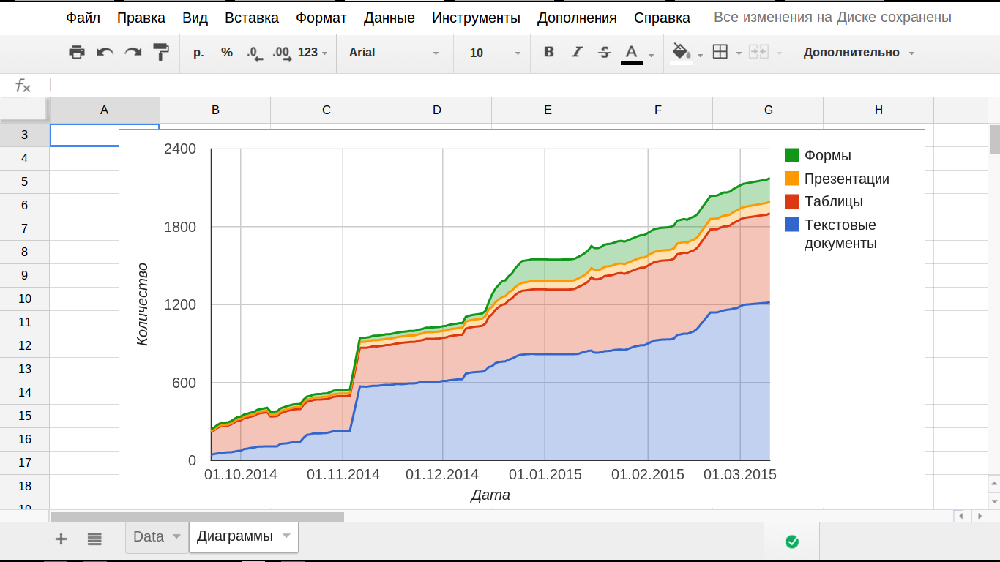 Файл Правка Вид Вставка Формат Данные Инструменты Дополнения Справка Все изменения на Диске сохранены
р. % .0 .00 123 Arial 10 B I S A Дополнительно
fx
A B C D E F G H
3
4
5
6
7
8
9
10
11
12
13
14
15
16
17
18
19
2400
1800
1200
600
0
Количество
01.10.2014 01.11.2014 01.12.2014 01.01.2015 01.02.2015 01.03.2015
Дата
Формы
Презентации
Таблицы
Текстовые
документы
Data Диаграммы